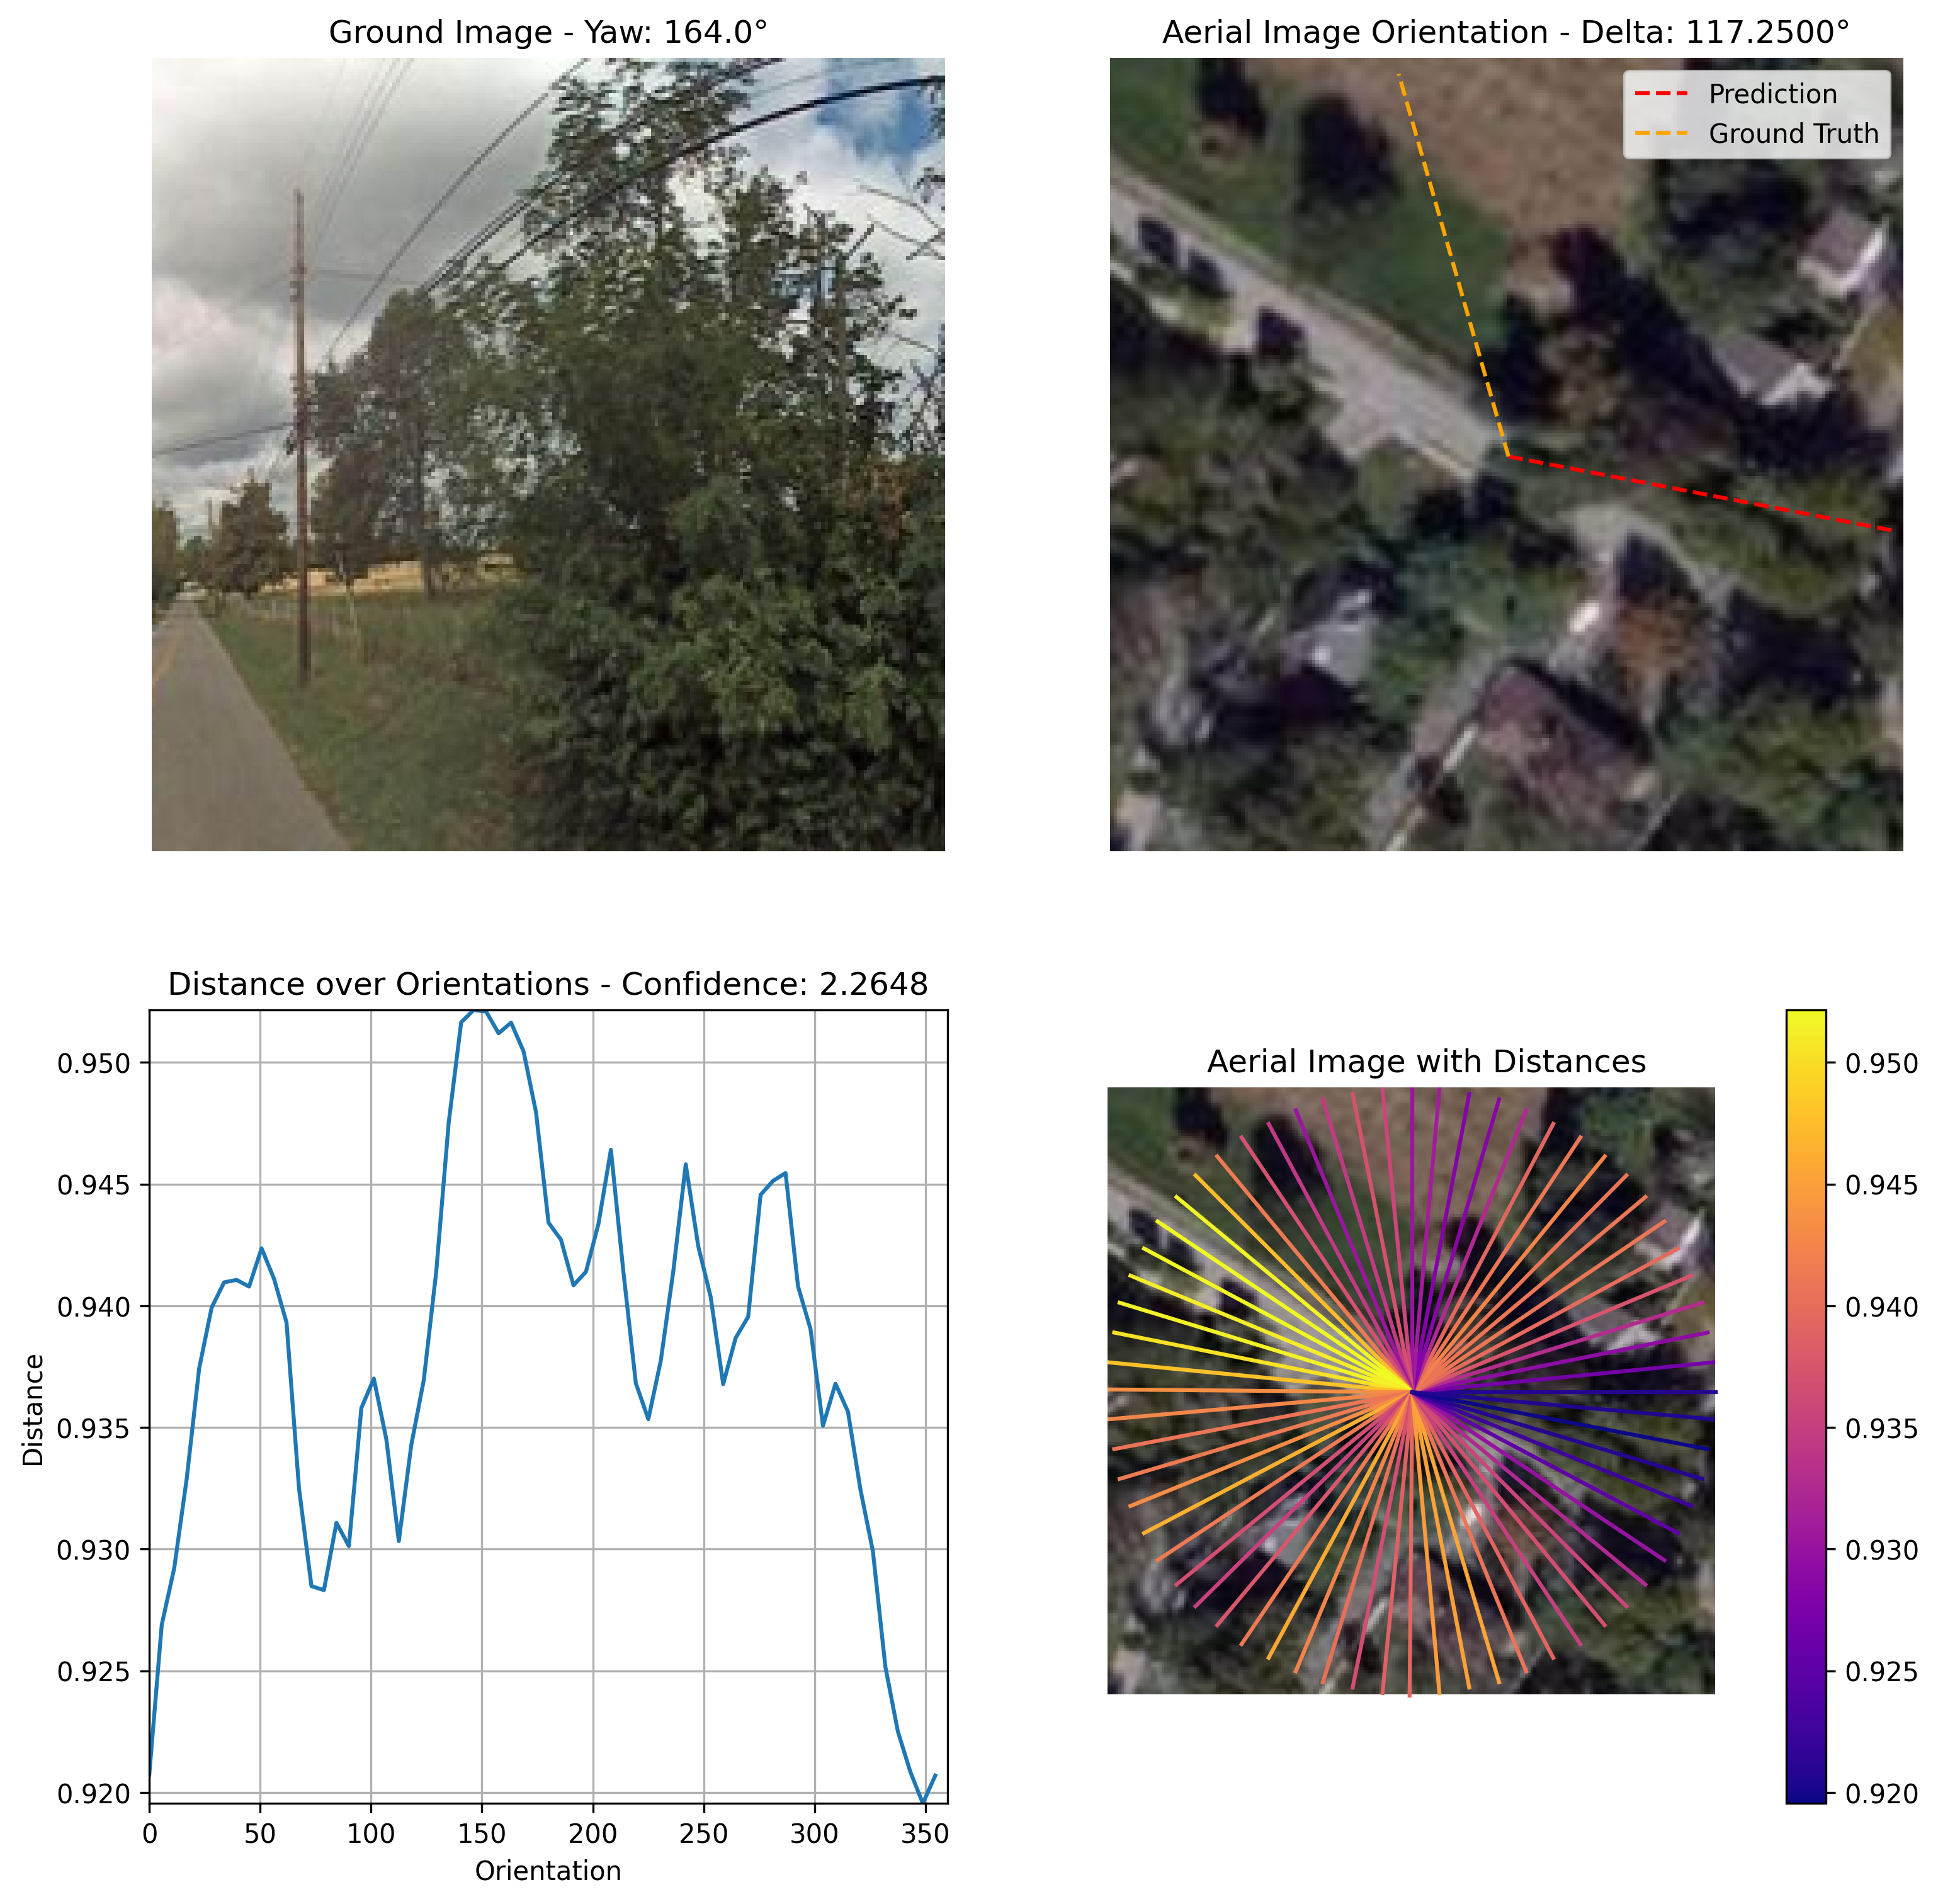 Ground Image - Yaw: 164.0°
Aerial Image Orientation - Delta: 117.2500°
Prediction
Ground Truth
Distance over Orientations - Confidence: 2.2648
0.950
0.945
0.940
0.935
0.930
0.925
0.920
Distance
0 50 100 150 200 250 300 350
Orientation
Aerial Image with Distances
0.950
0.945
0.940
0.935
0.930
0.925
0.920